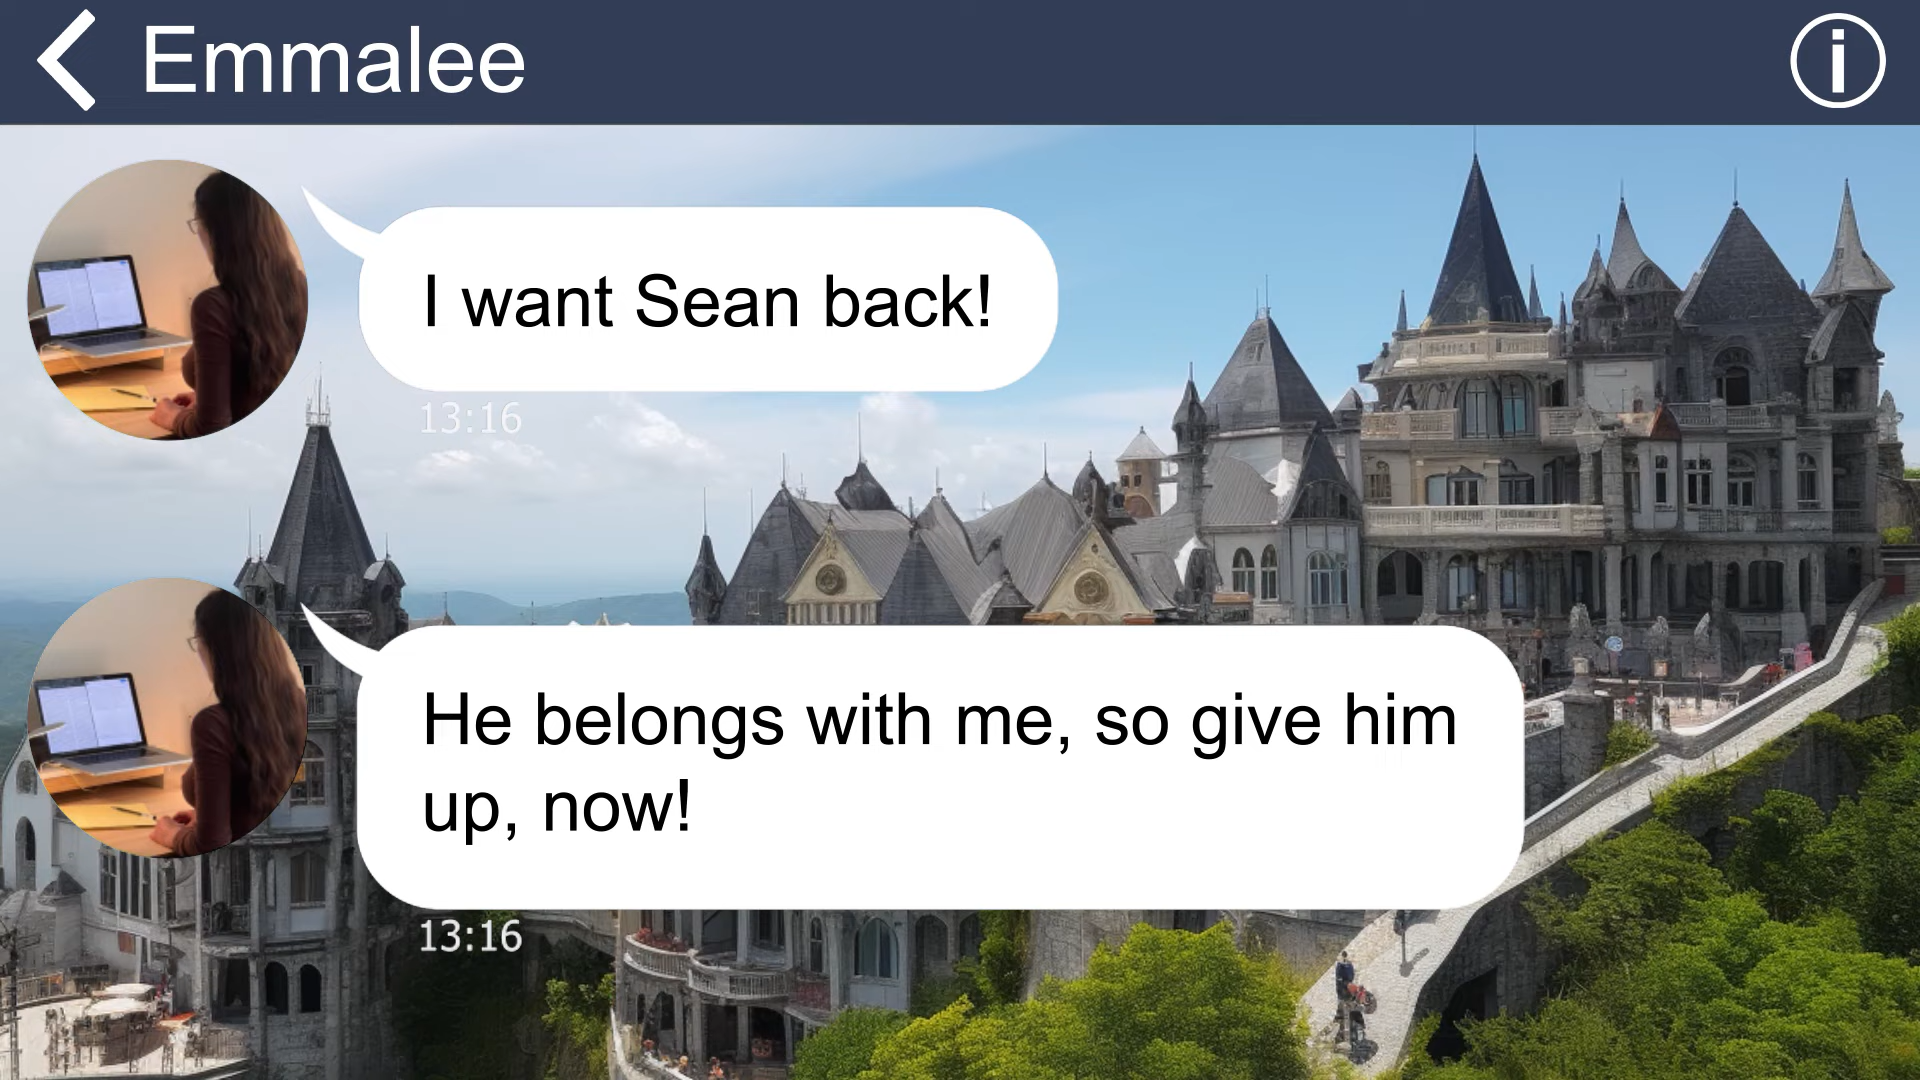 Emmalee
I want Sean back!
13:16
He belongs with me, so give him
up, now!
13:16